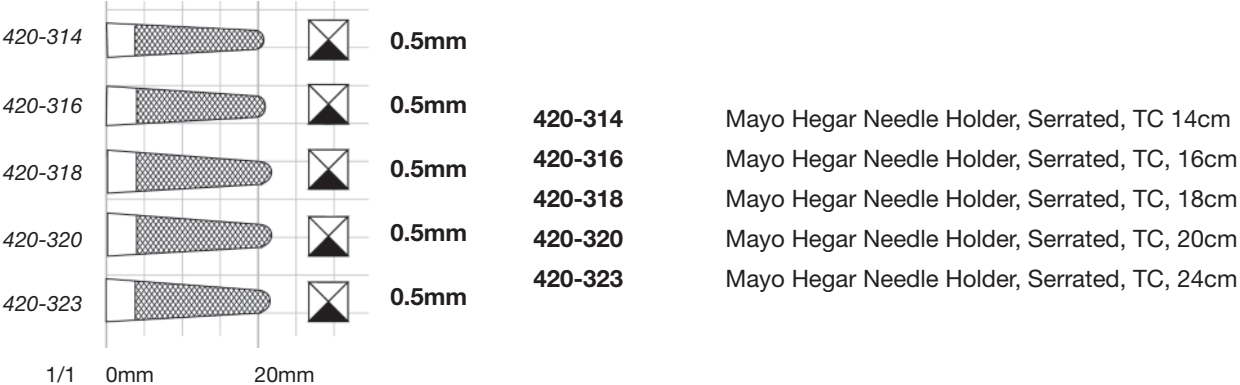 420-314 0.5mm
420-316 0.5mm
420-318 0.5mm
420-320 0.5mm
420-323 0.5mm
1/1 0mm 20mm
420-314 Mayo Hegar Needle Holder, Serrated, TC 14cm
420-316 Mayo Hegar Needle Holder, Serrated, TC, 16cm
420-318 Mayo Hegar Needle Holder, Serrated, TC, 18cm
420-320 Mayo Hegar Needle Holder, Serrated, TC, 20cm
420-323 Mayo Hegar Needle Holder, Serrated, TC, 24cm